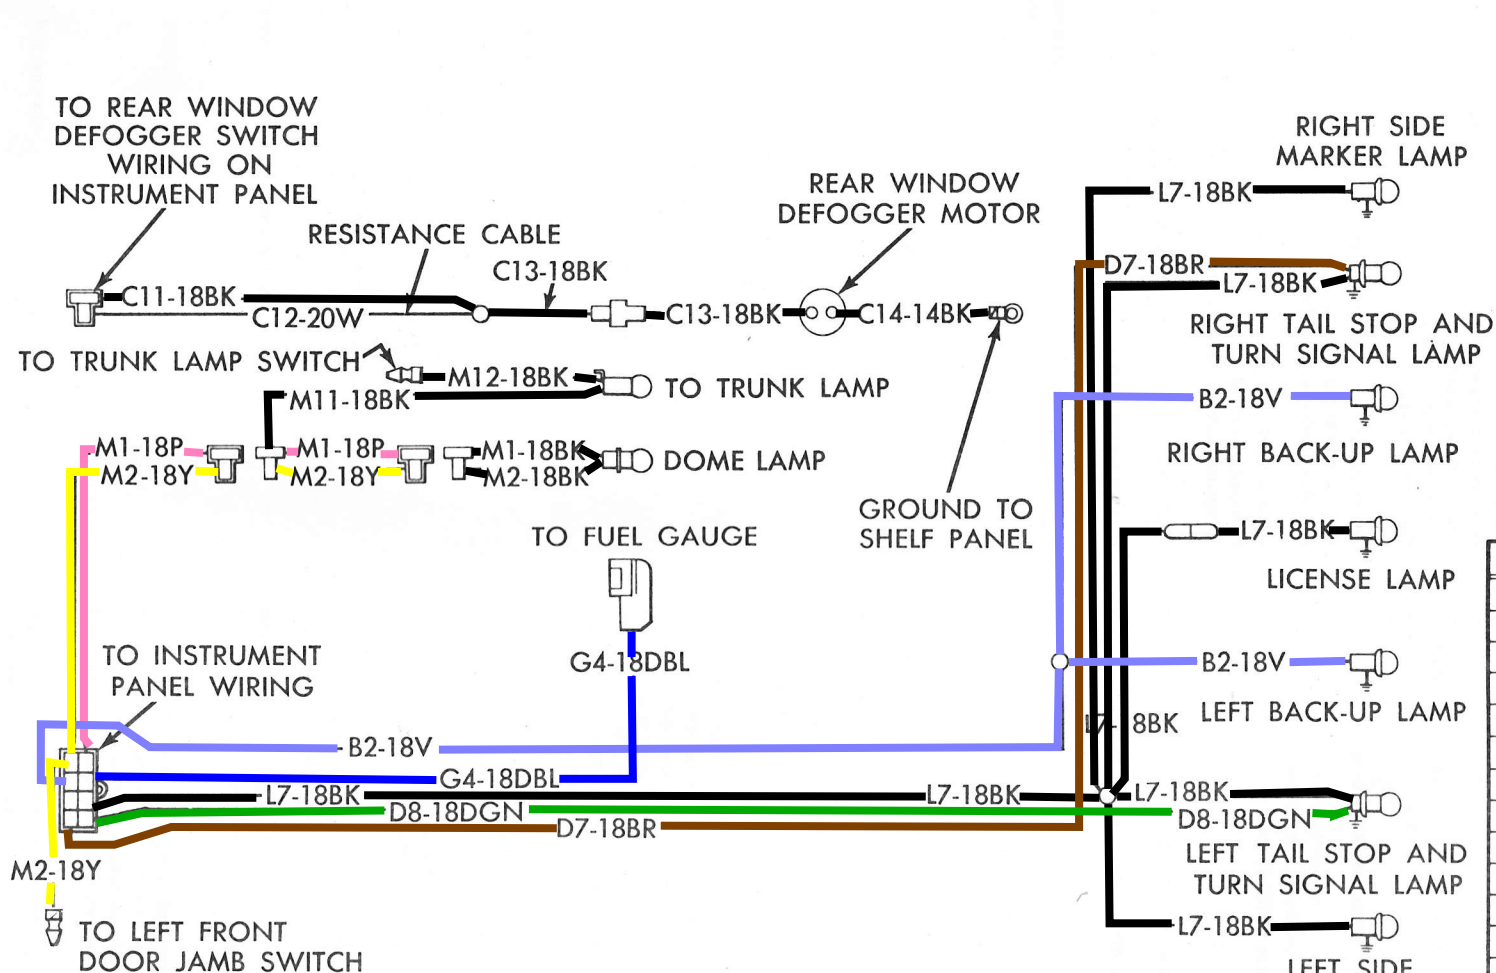 TO REAR WINDOW
DEFOGGER SWITCH
WIRING ON
INSTRUMENT PANEL
RESISTANCE CABLE
C13-18BK
REAR WINDOW
DEFOGGER MOTOR
RIGHT SIDE
MARKER LAMP
L7-18BK
D7-18BR
L7-18BK
RIGHT TAIL STOP AND
TURN SIGNAL LAMP
C11-18BK
C12-20W
C13-18BK
C14-14BK
TO TRUNK LAMP SWITCH
M12-18BK
M11-18BK
TO TRUNK LAMP
B2-18V
RIGHT BACK-UP LAMP
M1-18P
M2-18Y
M1-18P
M2-18Y
M1-18BK
M2-18BK
DOME LAMP
GROUND TO
SHELF PANEL
TO FUEL GAUGE
L7-18BK
LICENSE LAMP
G4-18DBL
TO INSTRUMENT
PANEL WIRING
B2-18V
LEFT BACK-UP LAMP
L7-18BK
B2-18V
G4-18DBL
L7-18BK
L7-18BK
L7-18BK
D8-18DGN
D8-18DGN
D7-18BR
LEFT TAIL STOP AND
TURN SIGNAL LAMP
M2-18Y
TO LEFT FRONT
DOOR JAMB SWITCH
L7-18BK
LEFT SIDE